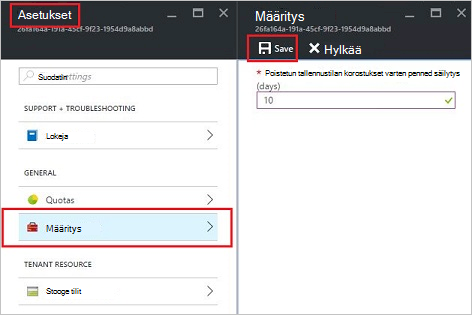 Asetukset
26fa164a-191a-45cf-9f23-1954d9a8abbd
Suodatin settings
SUPPORT + TROUBLESHOOTING
Lokeja
GENERAL
Quotas
Määritys
TENANT RESOURCE
Stooge tilit
Määritys
26fa164a-191a-45cf-9f23-1954d9a8abbd
Save
Hylkää
* Poistetun tallennustilan korostukset varten penned säilytys
(days)
10